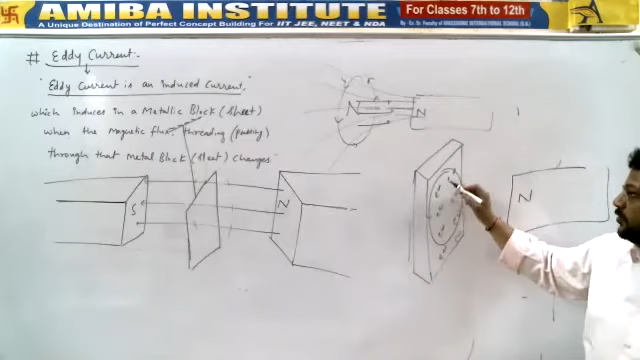 AMIBA INSTITUTE
A Unique Destination of Perfect Concept Building For IIT JEE, NEET & NDA
For Classes 7th to 12th
# Eddy Current:-
"Eddy Current is an induced Current"
which induces in a Metallic Block (sheet)
when the Magnetic flux threading (passing)
through that Metal Block (sheet) changes
N
N
S
N
N